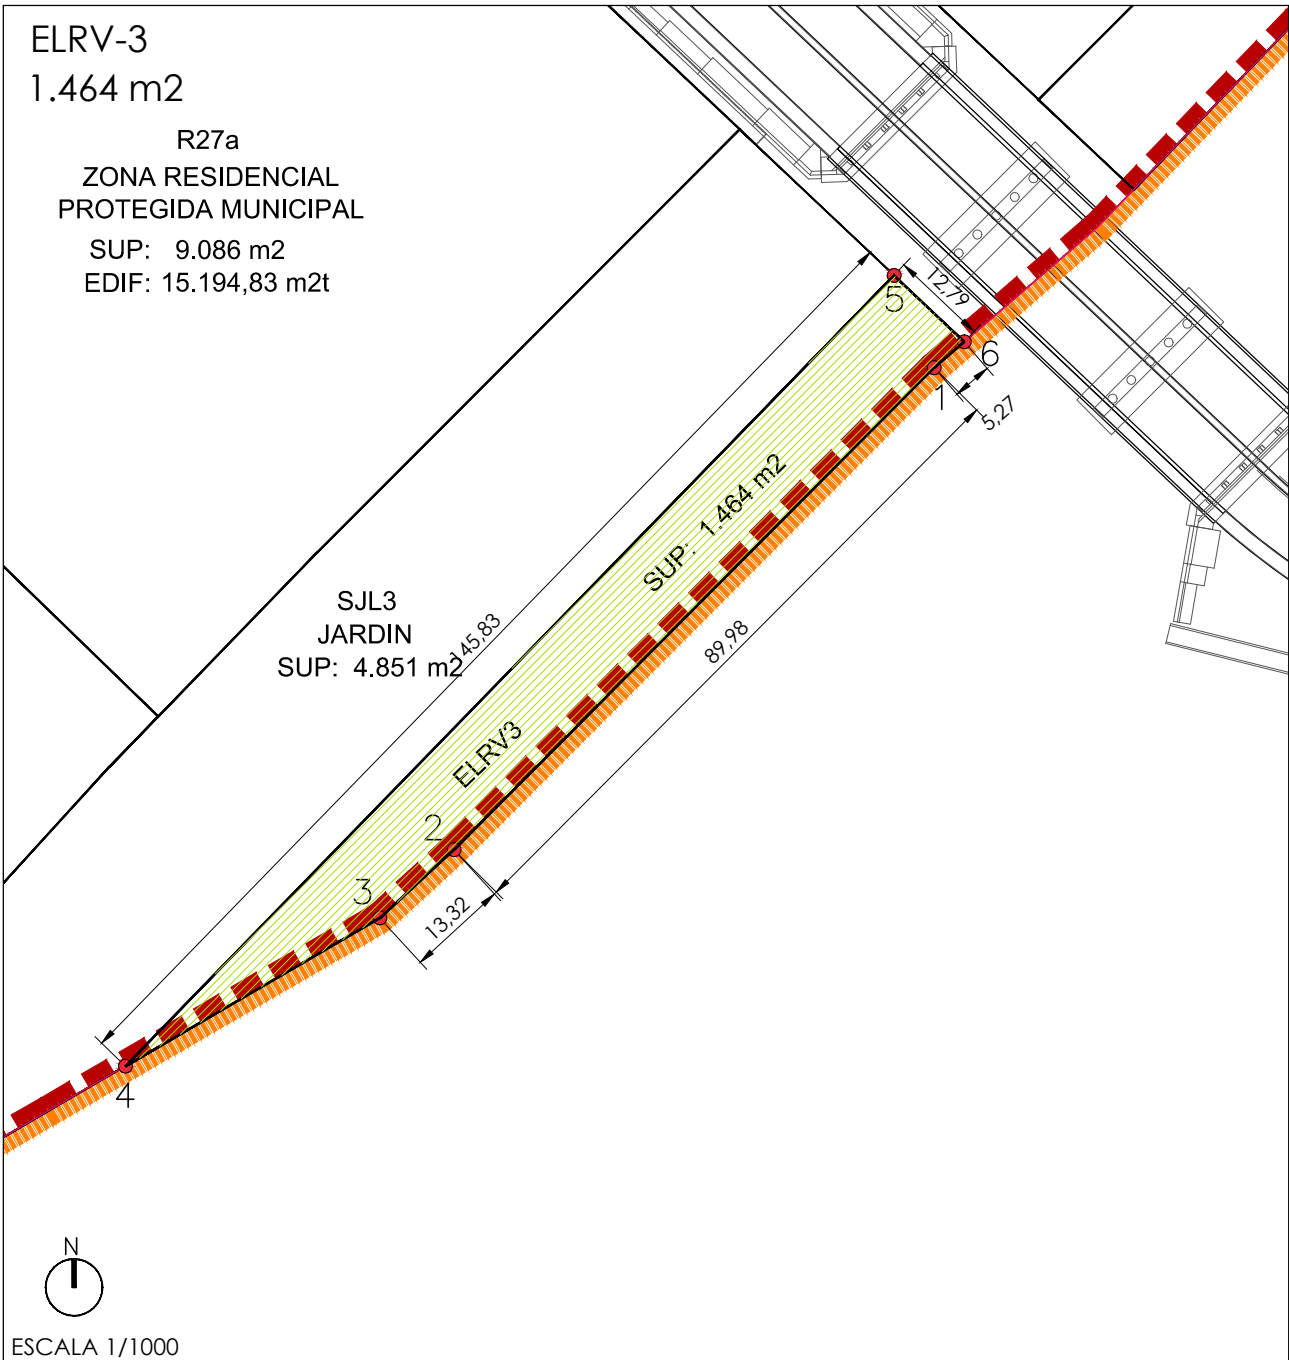 ELRV-3
1.464 m2
R27a
ZONA RESIDENCIAL
PROTEGIDA MUNICIPAL
SUP: 9.086 m2
EDIF: 15.194,83 m2t
5
12,79
6
1
5,27
SUP: 1.464 m2
SJL3
JARDIN
SUP: 4.851 m2
145,83
89,98
ELRV3
2
3
13,32
4
N
ESCALA 1/1000